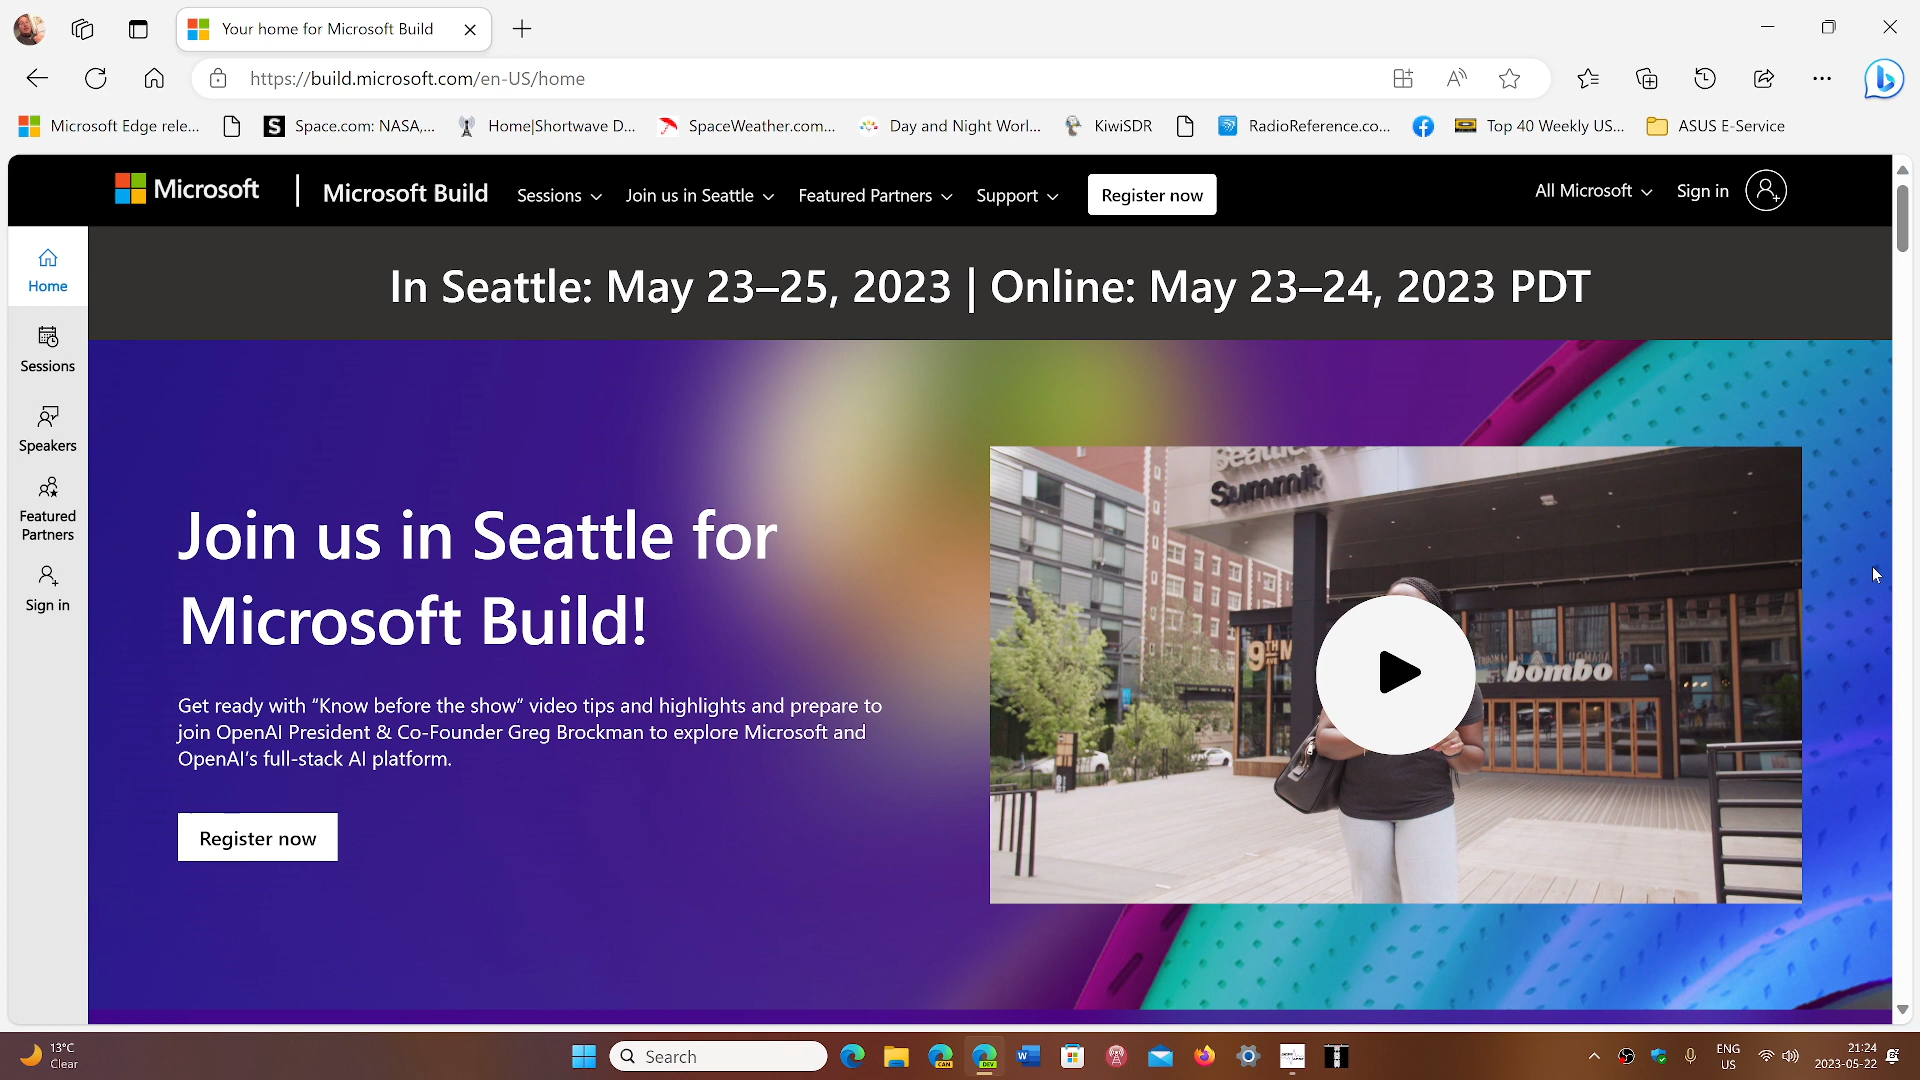 Your home for Microsoft Build
https://build.microsoft.com/en-US/home
Microsoft Edge rele...
S Space.com: NASA,...
Home|Shortwave D...
SpaceWeather.com...
Day and Night Worl...
KiwiSDR
RadioReference.co...
Top 40 Weekly US...
ASUS E-Service
Microsoft
Microsoft Build
Sessions
Join us in Seattle
Featured Partners
Support
Register now
All Microsoft
Sign in
Home
Sessions
Speakers
Featured
Partners
Sign in
In Seattle: May 23–25, 2023 | Online: May 23–24, 2023 PDT
Join us in Seattle for
Microsoft Build!
Get ready with “Know before the show” video tips and highlights and prepare to
join OpenAI President & Co-Founder Greg Brockman to explore Microsoft and
OpenAI’s full-stack AI platform.
Register now
Seattle
Summit
9TH
AVE
bombo
13°C
Clear
Search
CAN
DEV
ENG
US
21:24
2023-05-22